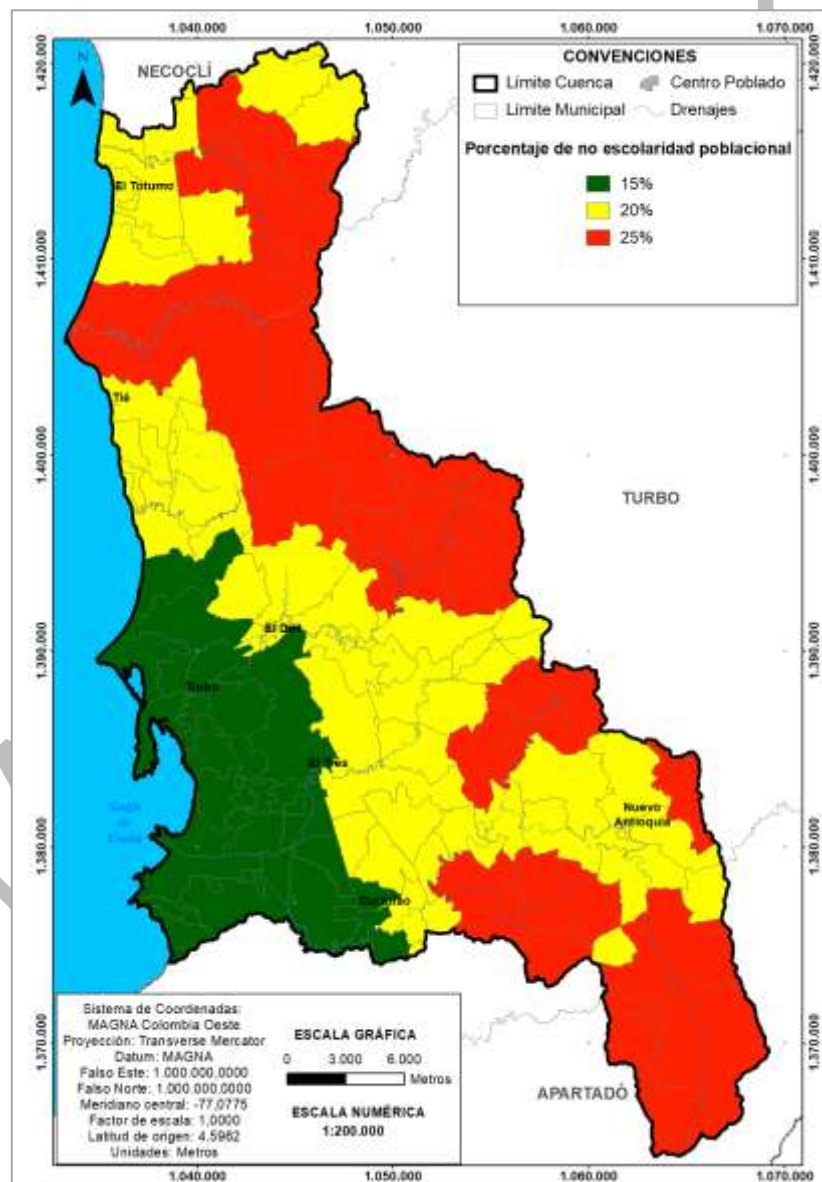 1.040.000 1.050.000 1.060.000 1.070.000
1.420.000
1.410.000
1.400.000
1.390.000
1.380.000
1.370.000
N
NECOCLÍ
CONVENCIONES
Límite Cuenca Centro Poblado
Límite Municipal Drenajes
Porcentaje de no escolaridad poblacional
15%
20%
25%
El Totumo
Tié
TURBO
El Dos
Turbo
El Tres
Golfo
de
Urabá
Nuevo
Antioquia
APARTADÓ
Sistema de Coordenadas:
MAGNA Colombia Oeste
Proyección: Transverse Mercator
Datum: MAGNA
Falso Este: 1.000.000,0000
Falso Norte: 1.000.000,0000
Meridiano central: -77,0775
Factor de escala: 1,0000
Latitud de origen: 4,5962
Unidades: Metros
ESCALA GRÁFICA
0 3.000 6.000
Metros
ESCALA NUMÉRICA
1:200.000
1.420.000
1.410.000
1.400.000
1.390.000
1.380.000
1.370.000
1.040.000 1.050.000 1.060.000 1.070.000